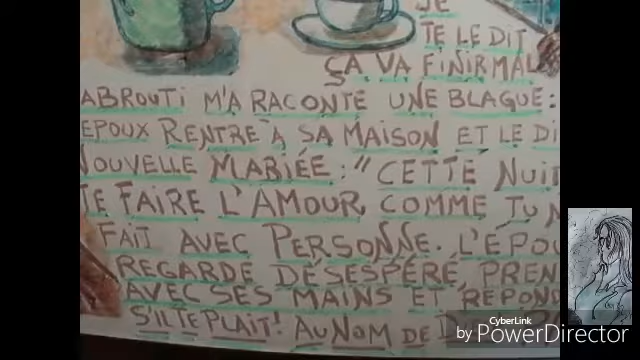 JE
TE LE DIT
ÇA VA FINIR MAL
ABROUTI M'A RACONTÉ UNE BLAGUE:
EPOUX RENTRE À SA MAISON ET LE DI
NOUVELLE MARIÉE: "CETTE NUIT
TE FAIRE L'AMOUR COMME TU N
FAIT AVEC PERSONNE. L'ÉPOU
REGARDE DÉSESPÉRÉ PREN
AVEC SES MAINS ET RÉPOND
S'IL TE PLAIT! AU NOM DE
CyberLink
by PowerDirector